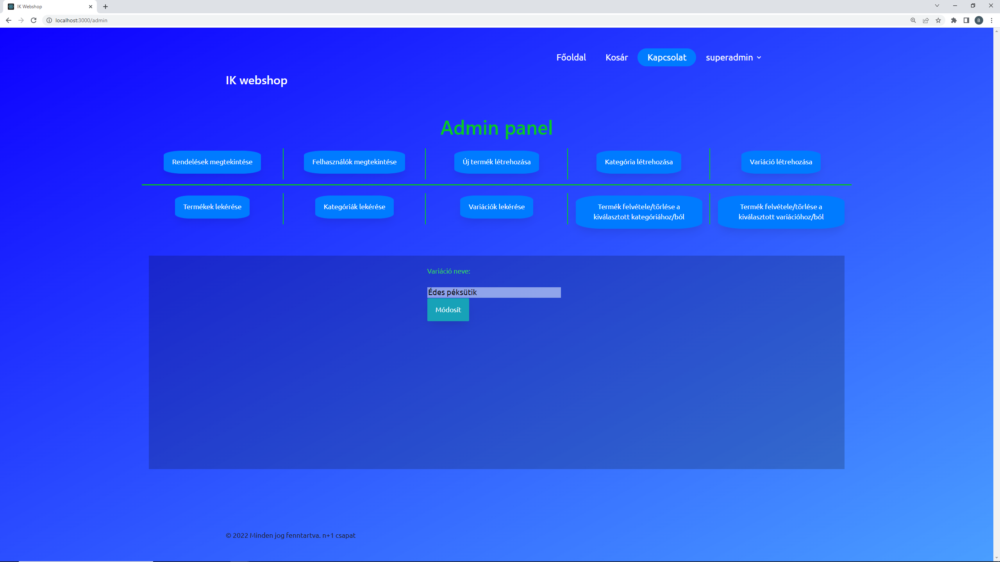 IK Webshop
localhost:3000/admin
B
Főoldal
Kosár
Kapcsolat
superadmin
IK webshop
Admin panel
Rendelések megtekintése
Felhasználók megtekintése
Új termék létrehozása
Kategória létrehozása
Variáció létrehozása
Termékek lekérése
Kategóriák lekérése
Variációk lekérése
Termék felvétele/törlése a
kiválasztott kategóriához/ból
Termék felvétele/törlése a
kiválasztott variációhoz/ból
Variáció neve:
Édes péksütik
Módosít
© 2022 Minden jog fenntartva. n+1 csapat